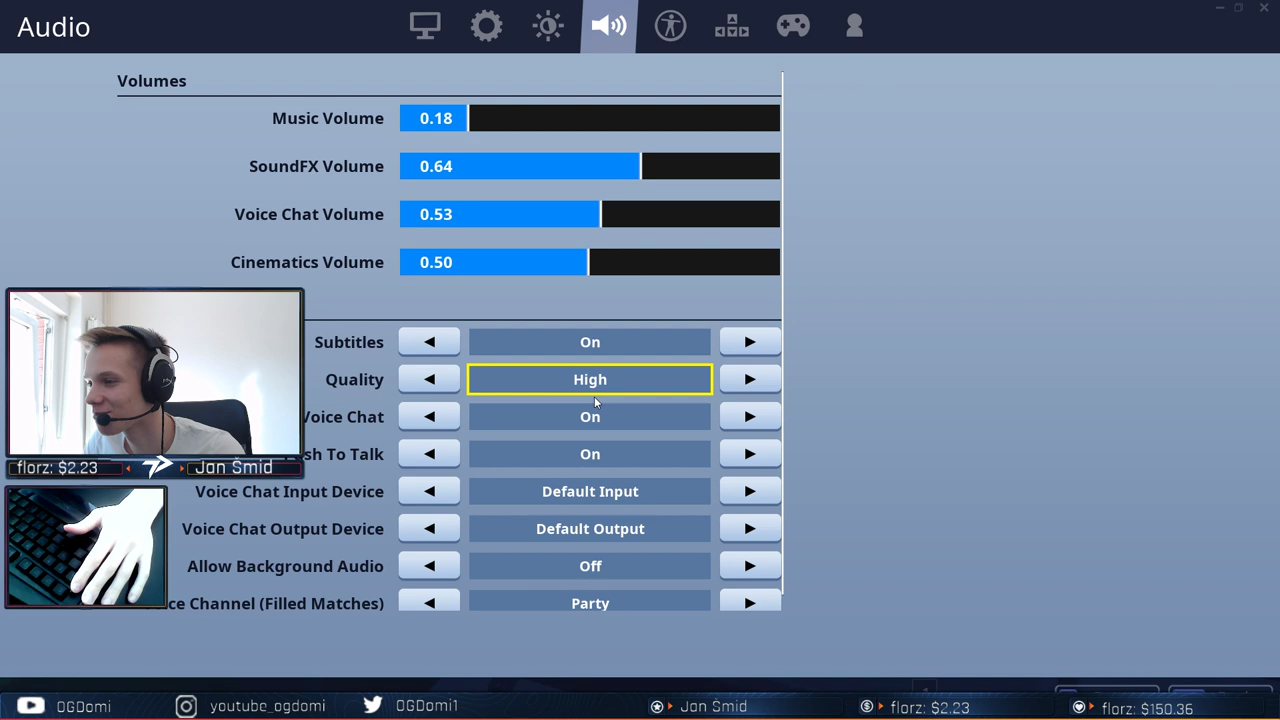 Audio
Volumes
Music Volume 0.18
SoundFX Volume 0.64
Voice Chat Volume 0.53
Cinematics Volume 0.50
Subtitles On
Quality High
Voice Chat On
sh To Talk On
Voice Chat Input Device Default Input
Voice Chat Output Device Default Output
Allow Background Audio Off
ce Channel (Filled Matches) Party
florz: $2.23 Jan Šmid
OGDomi youtube_ogdomi OGDomi1 Jan Šmid florz: $2.23 florz: $150.36